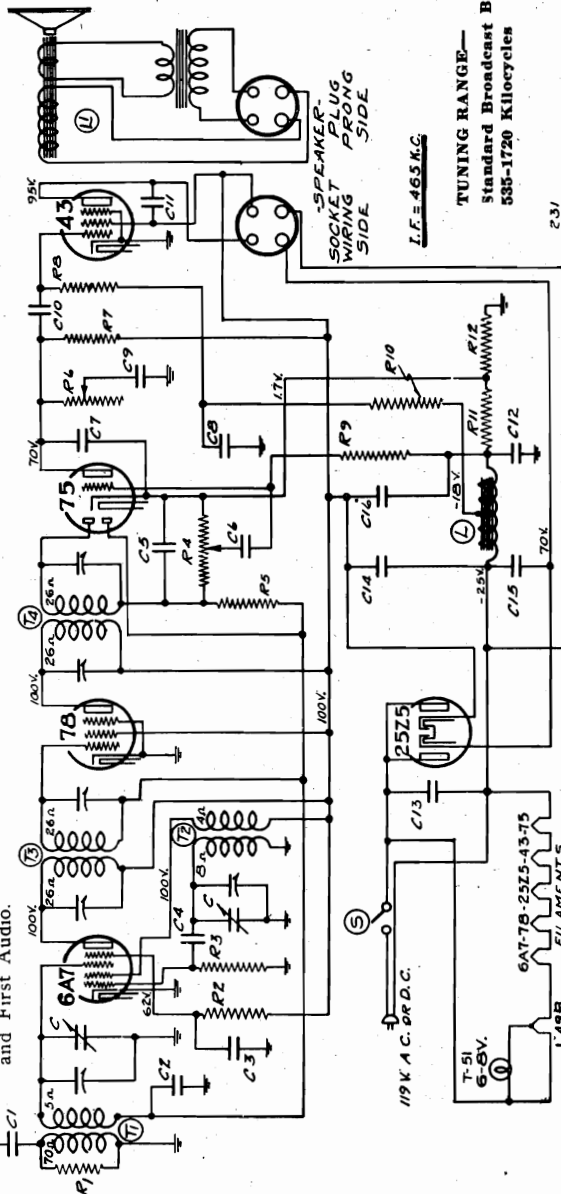 and First Audio.
C1
R1
70Ω
5Ω
T1
C
C2
6A7
62V.
100V.
26Ω
T3
26Ω
78
100V.
26Ω
T4
26Ω
75
70V.
C7
R6
C9
C10
R7
R8
43
95V.
C11
L1
C3
R2
R3
C4
C
8Ω
T2
4Ω
100V.
100V.
R5
R4
C5
C6
C8
1.7V.
-SPEAKER-
SOCKET PLUG
WIRING PRONG
SIDE SIDE
I.F. = 465 K.C.
TUNING RANGE—
Standard Broadcast B
535-1720 Kilocycles
231
S
119 V. A.C. OR D.C.
C13
25Z5
C14
C16
R9
R10
-18V.
L
-25V.
C15
R11
R12
C12
70V.
T-51
6-8V.
6A7-78-25Z5-43-75
FILAMENTS